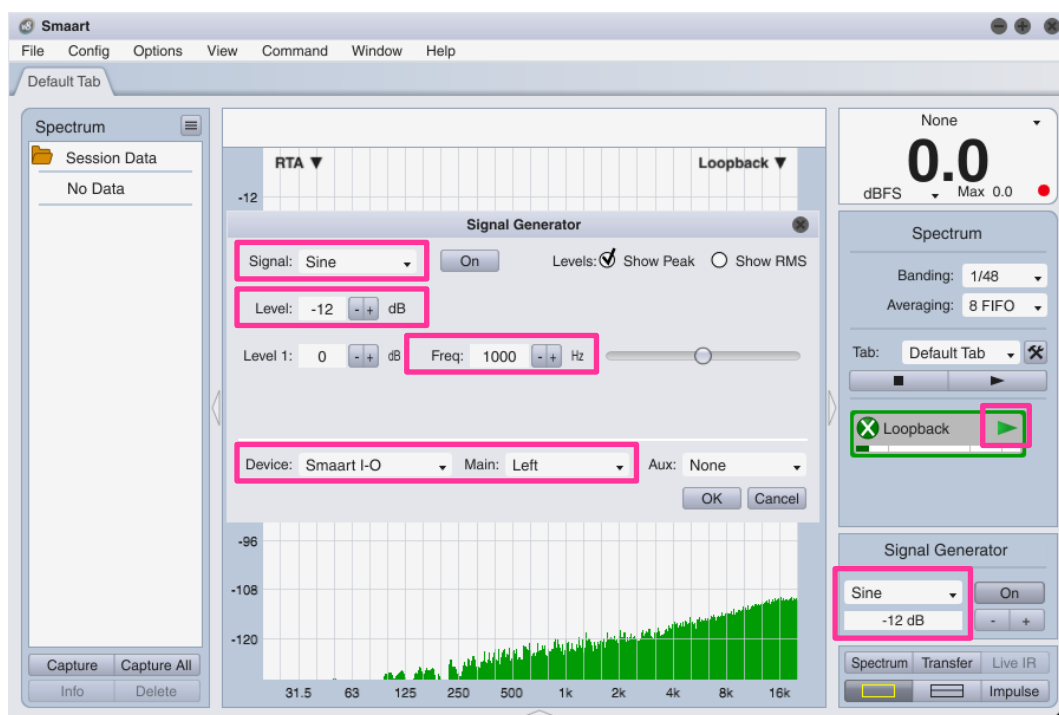 Smaart
File Config Options View Command Window Help
Default Tab
Spectrum
Session Data
No Data
RTA ▼ Loopback ▼
-12
Signal Generator
Signal: Sine On Levels: Show Peak Show RMS
Level: -12 - + dB
Level 1: 0 - + dB Freq: 1000 - + Hz
Device: Smaart I-O Main: Left Aux: None
OK Cancel
-96
-108
-120
31.5 63 125 250 500 1k 2k 4k 8k 16k
Capture Capture All
Info Delete
None
0.0
dBFS Max 0.0
Spectrum
Banding: 1/48
Averaging: 8 FIFO
Tab: Default Tab
X Loopback
Signal Generator
Sine On
-12 dB - +
Spectrum Transfer Live IR
Impulse